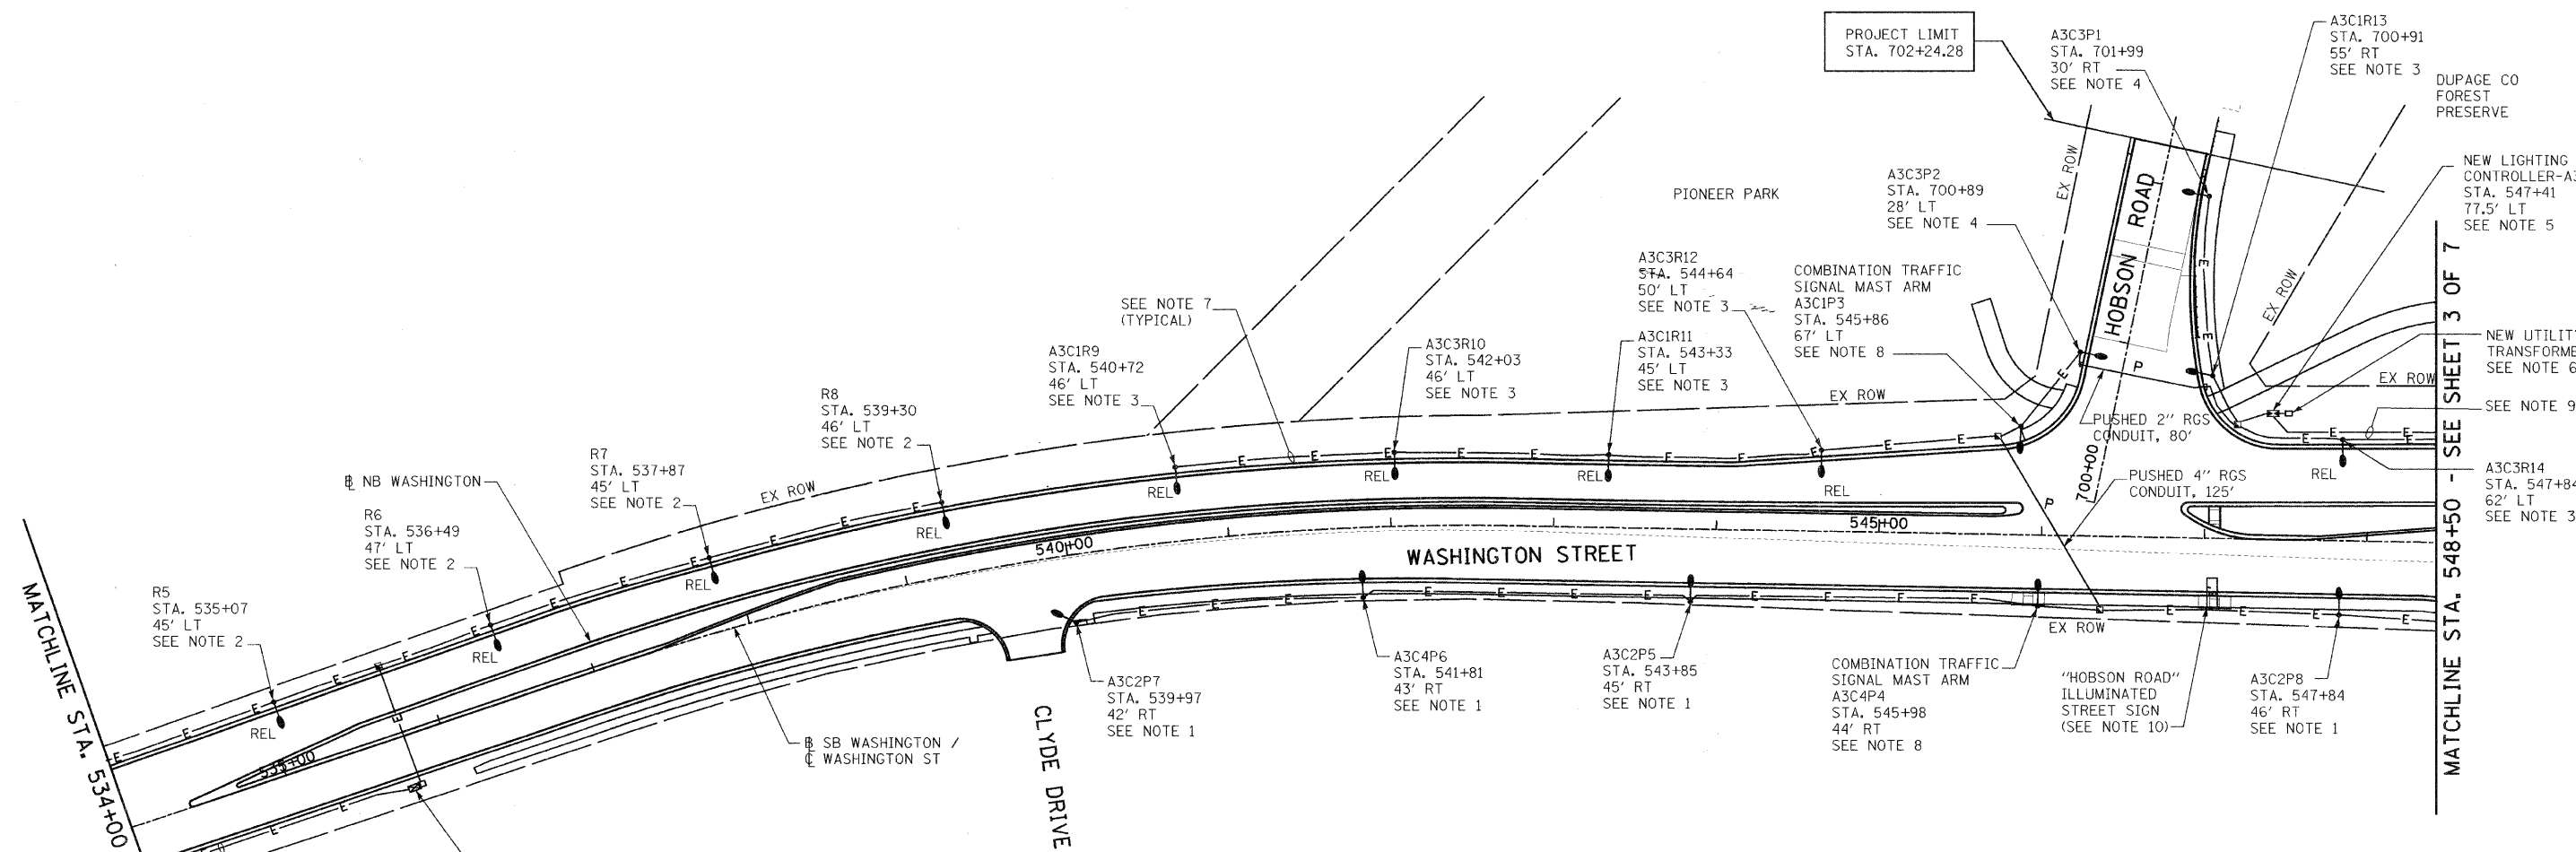 PROJECT LIMIT
STA. 702+24.28
A3C3P1
STA. 701+99
30' RT
SEE NOTE 4
A3C1R13
STA. 700+91
55' RT
SEE NOTE 3
DUPAGE CO
FOREST
PRESERVE
NEW LIGHTING
CONTROLLER-A3
STA. 547+41
77.5' LT
SEE NOTE 5
PIONEER PARK
A3C3P2
STA. 700+89
28' LT
SEE NOTE 4
EX ROW
HOBSON ROAD
E
E
EX ROW
A3C3R12
STA. 544+64
50' LT
SEE NOTE 3
COMBINATION TRAFFIC
SIGNAL MAST ARM
A3C1P3
STA. 545+86
67' LT
SEE NOTE 8
SEE NOTE 7
(TYPICAL)
A3C1R9
STA. 540+72
46' LT
SEE NOTE 3
A3C3R10
STA. 542+03
46' LT
SEE NOTE 3
A3C1R11
STA. 543+33
45' LT
SEE NOTE 3
NEW UTILITY
SEE NOTE 6
EX ROW
EX ROW
P
E
R8
STA. 539+30
46' LT
SEE NOTE 2
SEE NOTE 9
PUSHED 2" RGS
CONDUIT, 80'
R7
STA. 537+87
45' LT
SEE NOTE 2
℄ NB WASHINGTON
EX ROW
E E E E E E E E E E
REL
REL
REL
REL
REL
REL
PUSHED 4" RGS
CONDUIT, 125'
700+00
P
A3C3R14
STA. 547+84
62' LT
SEE NOTE 3
R6
STA. 536+49
47' LT
SEE NOTE 2
540+00
545+00
WASHINGTON STREET
R5
STA. 535+07
45' LT
SEE NOTE 2
REL
REL
REL
E E E E E E E E E E E
EX ROW
MATCHLINE STA. 534+00
535+00
℄ SB WASHINGTON /
℄ WASHINGTON ST
CLYDE DRIVE
A3C2P7
STA. 539+97
42' RT
SEE NOTE 1
A3C4P6
STA. 541+81
43' RT
SEE NOTE 1
A3C2P5
STA. 543+85
45' RT
SEE NOTE 1
COMBINATION TRAFFIC
SIGNAL MAST ARM
A3C4P4
STA. 545+98
44' RT
SEE NOTE 8
"HOBSON ROAD"
ILLUMINATED
STREET SIGN
(SEE NOTE 10)
A3C2P8
STA. 547+84
46' RT
SEE NOTE 1
MATCHLINE STA. 548+50 - SEE SHEET 3 OF 7